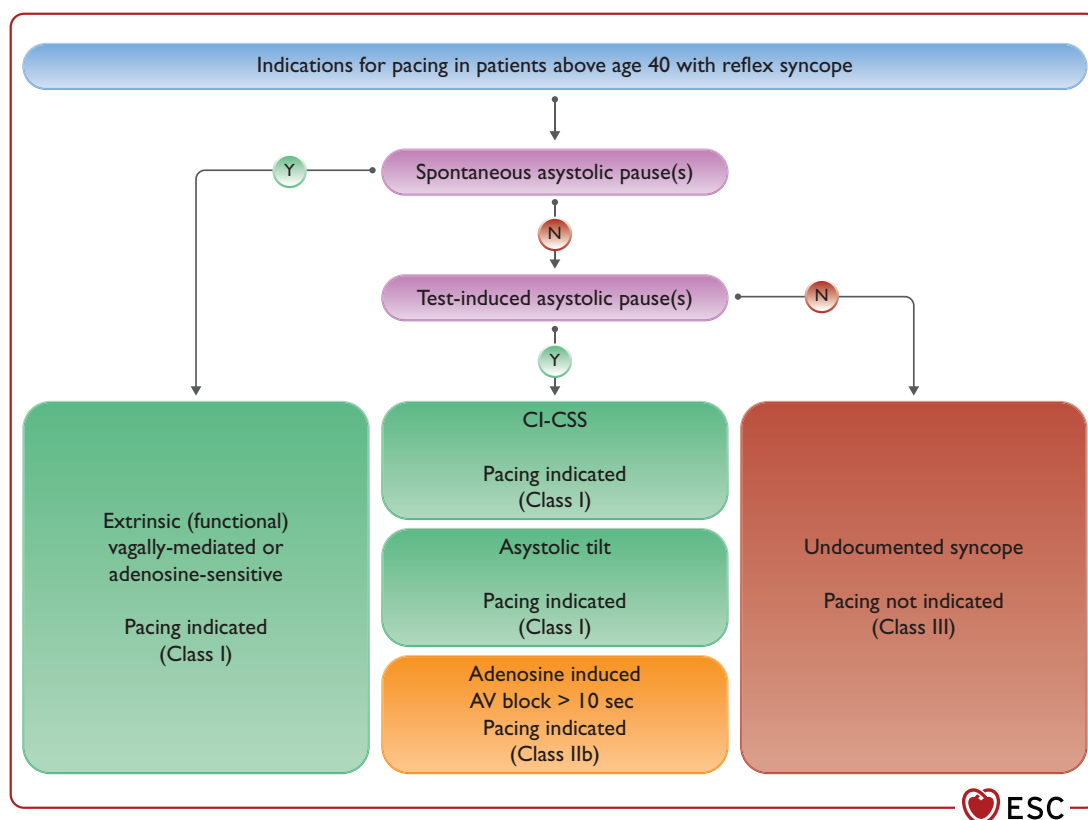 Indications for pacing in patients above age 40 with reflex syncope
Y
Spontaneous asystolic pause(s)
N
Test-induced asystolic pause(s)
N
Y
Extrinsic (functional)
vagally-mediated or
adenosine-sensitive
Pacing indicated
(Class I)
CI-CSS
Pacing indicated
(Class I)
Asystolic tilt
Pacing indicated
(Class I)
Adenosine induced
AV block > 10 sec
Pacing indicated
(Class IIb)
Undocumented syncope
Pacing not indicated
(Class III)
ESC